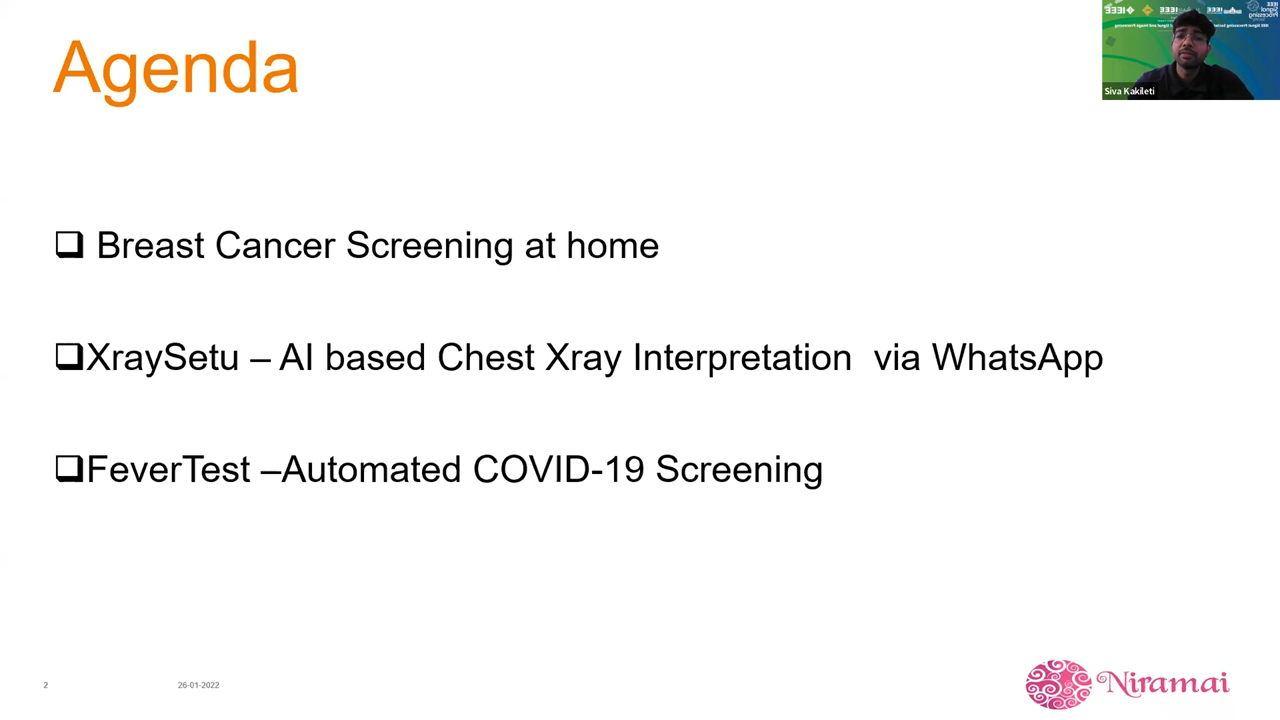 Agenda
Siva Kakileti
❑ Breast Cancer Screening at home
❑XraySetu – AI based Chest Xray Interpretation via WhatsApp
❑FeverTest –Automated COVID-19 Screening
2
26-01-2022
Niramai